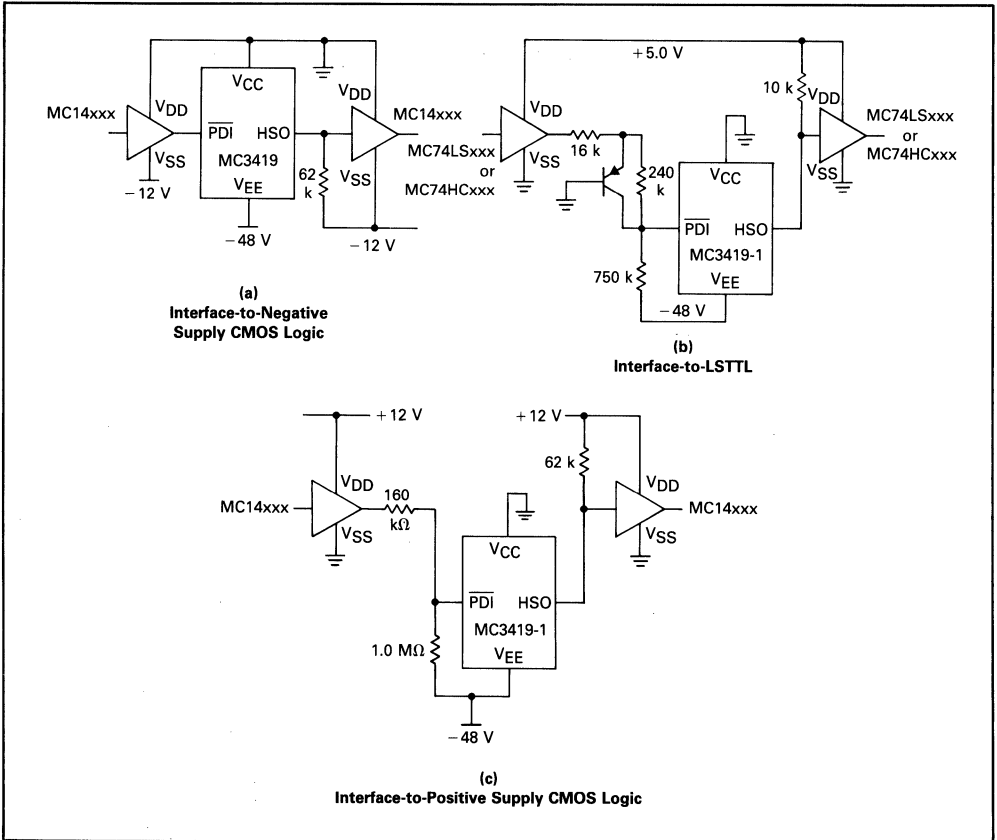 VCC
VDD
VDD
MC14xxx
PDI
HSO
MC14xxx
VSS
MC3419
62
k
VSS
-12 V
VEE
-48 V
-12 V
(a)
Interface-to-Negative
Supply CMOS Logic
+5.0 V
10 k
VDD
VDD
MC74LSxxx
or
MC74HCxxx
16 k
MC74LSxxx
or
MC74HCxxx
VSS
VSS
240
k
VCC
PDI
HSO
MC3419-1
750 k
VEE
-48 V
(b)
Interface-to-LSTTL
+12 V
+12 V
62 k
VDD
VDD
160
kΩ
MC14xxx
MC14xxx
VSS
VSS
VCC
PDI
HSO
MC3419-1
1.0 MΩ
VEE
-48 V
(c)
Interface-to-Positive Supply CMOS Logic